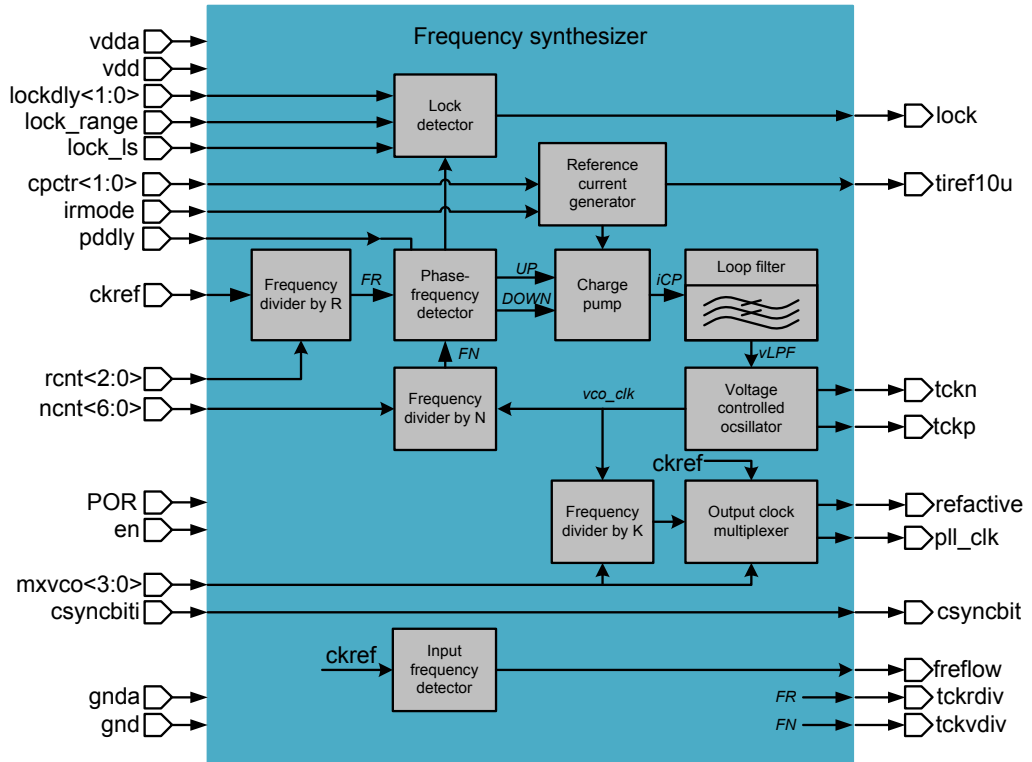 Frequency synthesizer
vdda
vdd
lockdly<1:0>
lock_range
lock_ls
Lock
detector
lock
cpctr<1:0>
irmode
pddly
Reference
current
generator
tiref10u
ckref
Frequency
divider by R
FR
Phase-
frequency
detector
UP
DOWN
Charge
pump
iCP
Loop filter
FN
vLPF
rcnt<2:0>
ncnt<6:0>
Frequency
divider by N
vco_clk
Voltage
controlled
ocsillator
tckn
tckp
ckref
POR
en
Frequency
divider by K
Output clock
multiplexer
refactive
pll_clk
mxvco<3:0>
csyncbiti
csyncbit
ckref
Input
frequency
detector
freflow
gnda
gnd
FR
tckrdiv
FN
tckvdiv